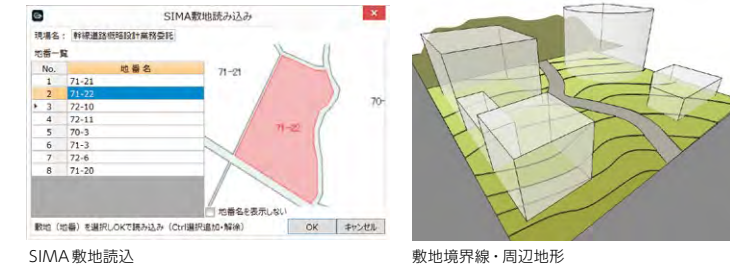 SIMA敷地読み込み
現場名： 幹線道路概略設計業務委託
地番一覧
No. 地番名
1 71-21
2 71-22
3 72-10
4 72-11
5 70-3
6 71-3
7 72-6
8 71-20
71-21
70-
71-22
地番名を表示しない
敷地（地番）を選択しOKで読み込み（Ctrl選択追加・解除） OK キャンセル
SIMA敷地読込
敷地境界線・周辺地形